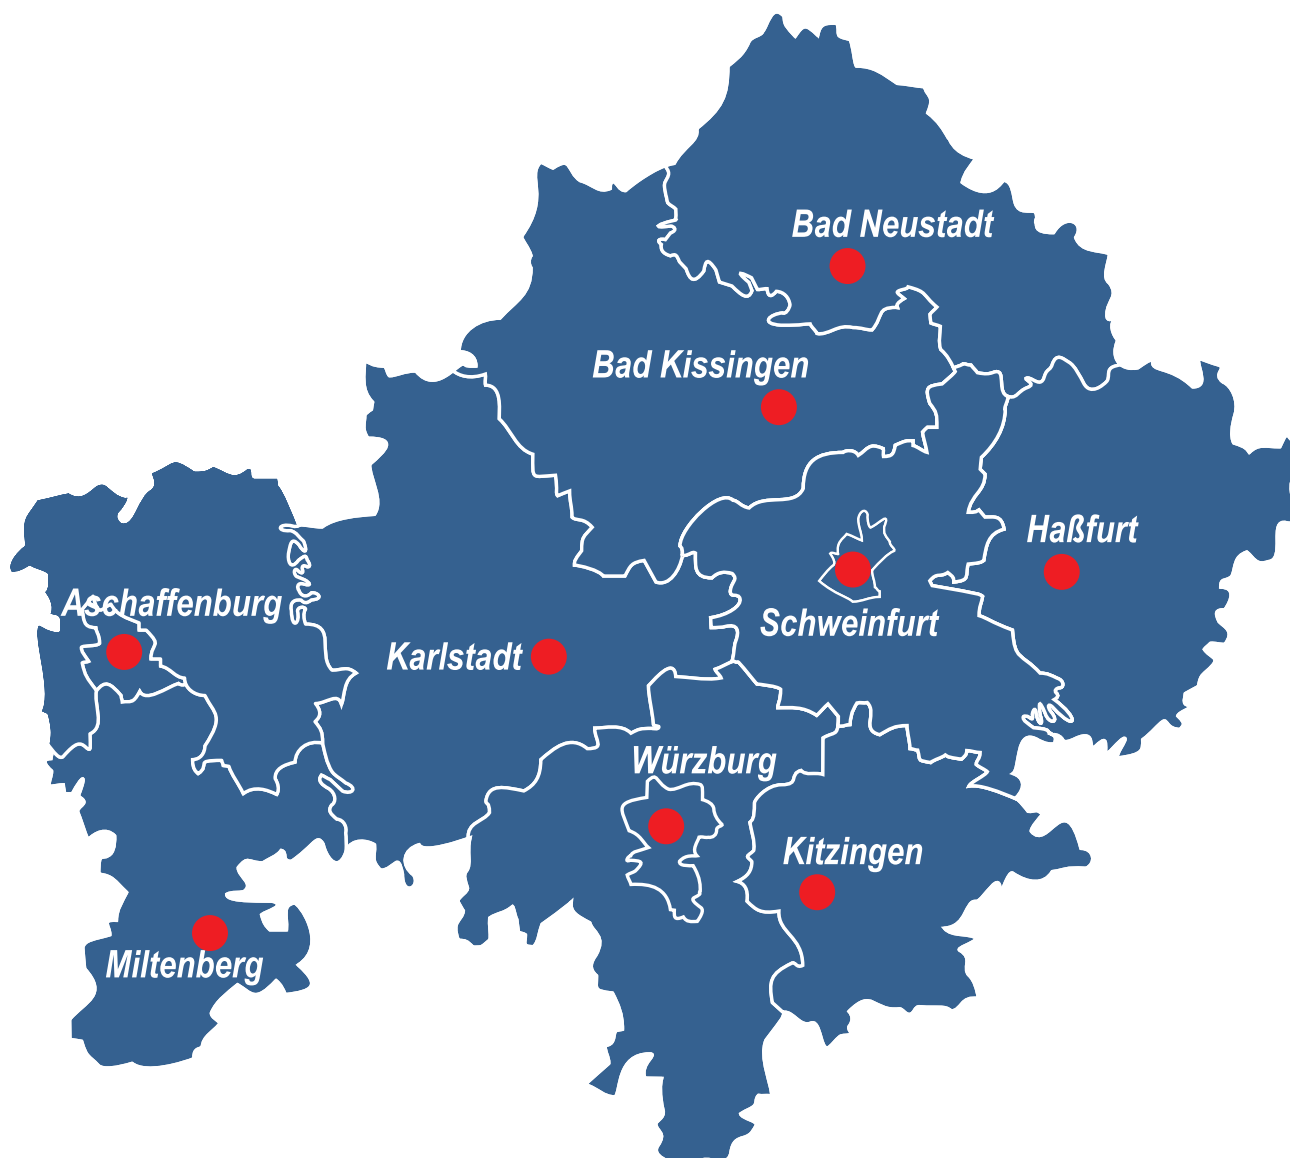 Bad Neustadt
Bad Kissingen
Haßfurt
Aschaffenburg
Schweinfurt
Karlstadt
Würzburg
Kitzingen
Miltenberg